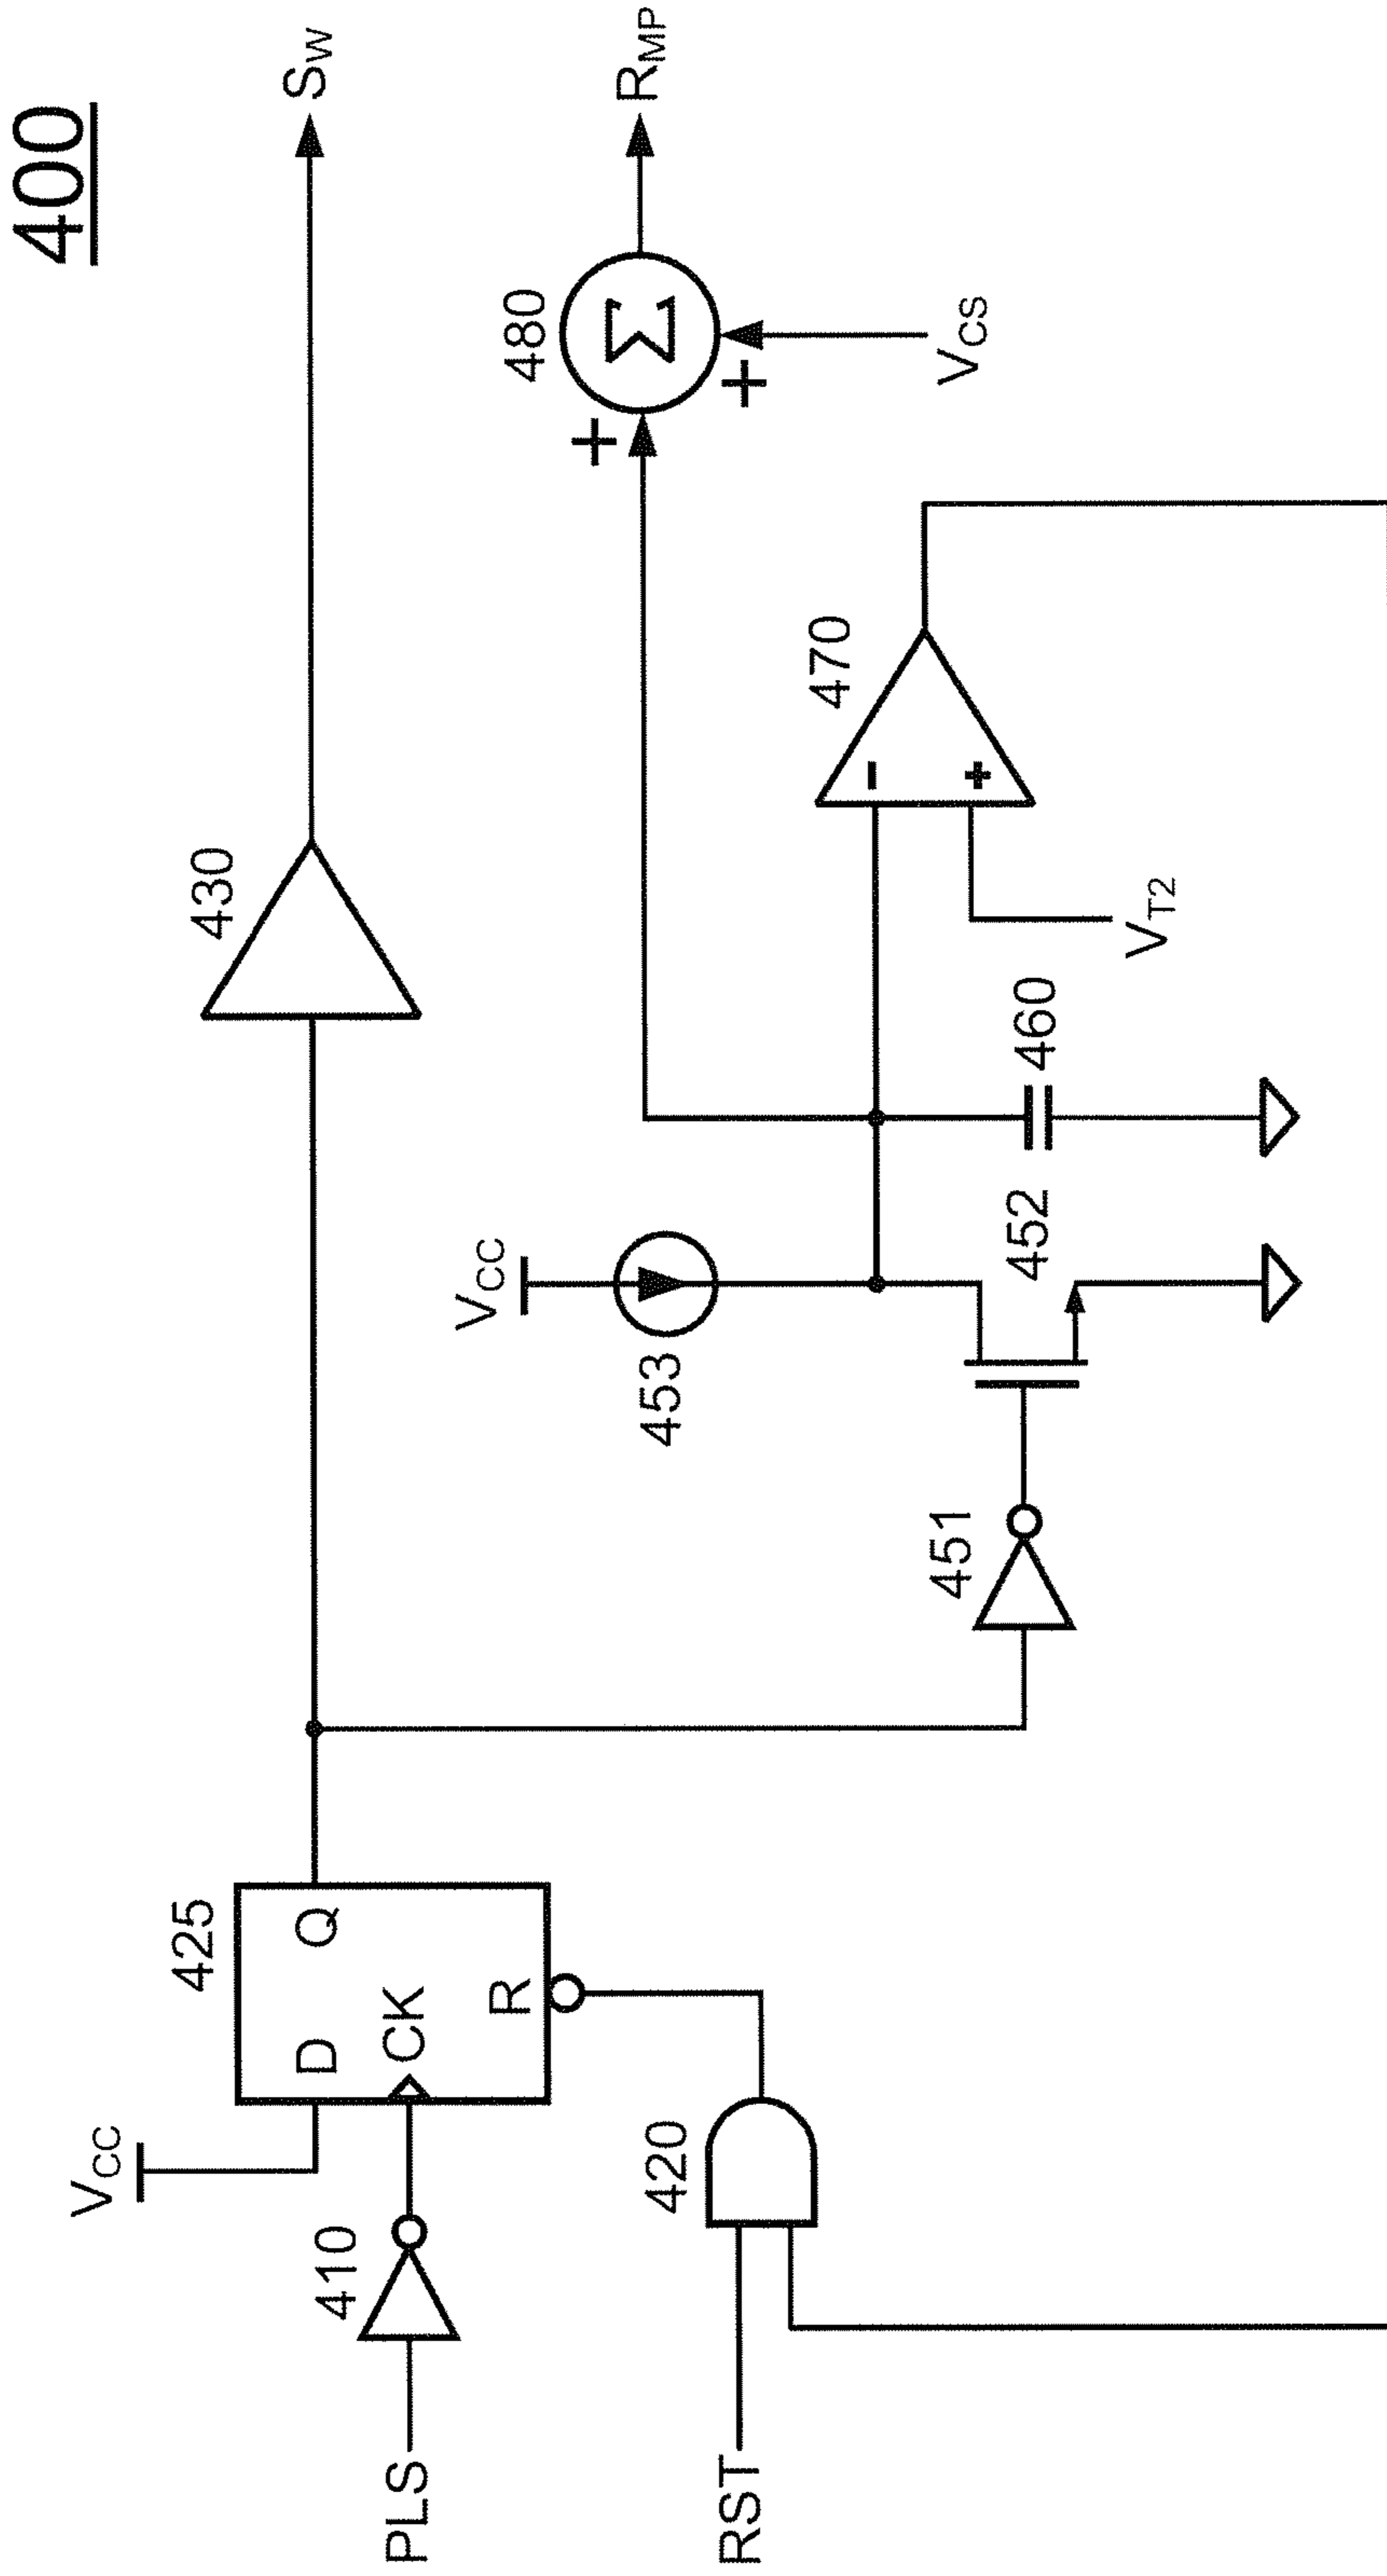 400
SW
430
VCC
425
D
Q
CK
R
410
PLS
480
Σ
RMP
+
+
VCS
VCC
453
420
RST
470
-
+
VT2
451
452
460